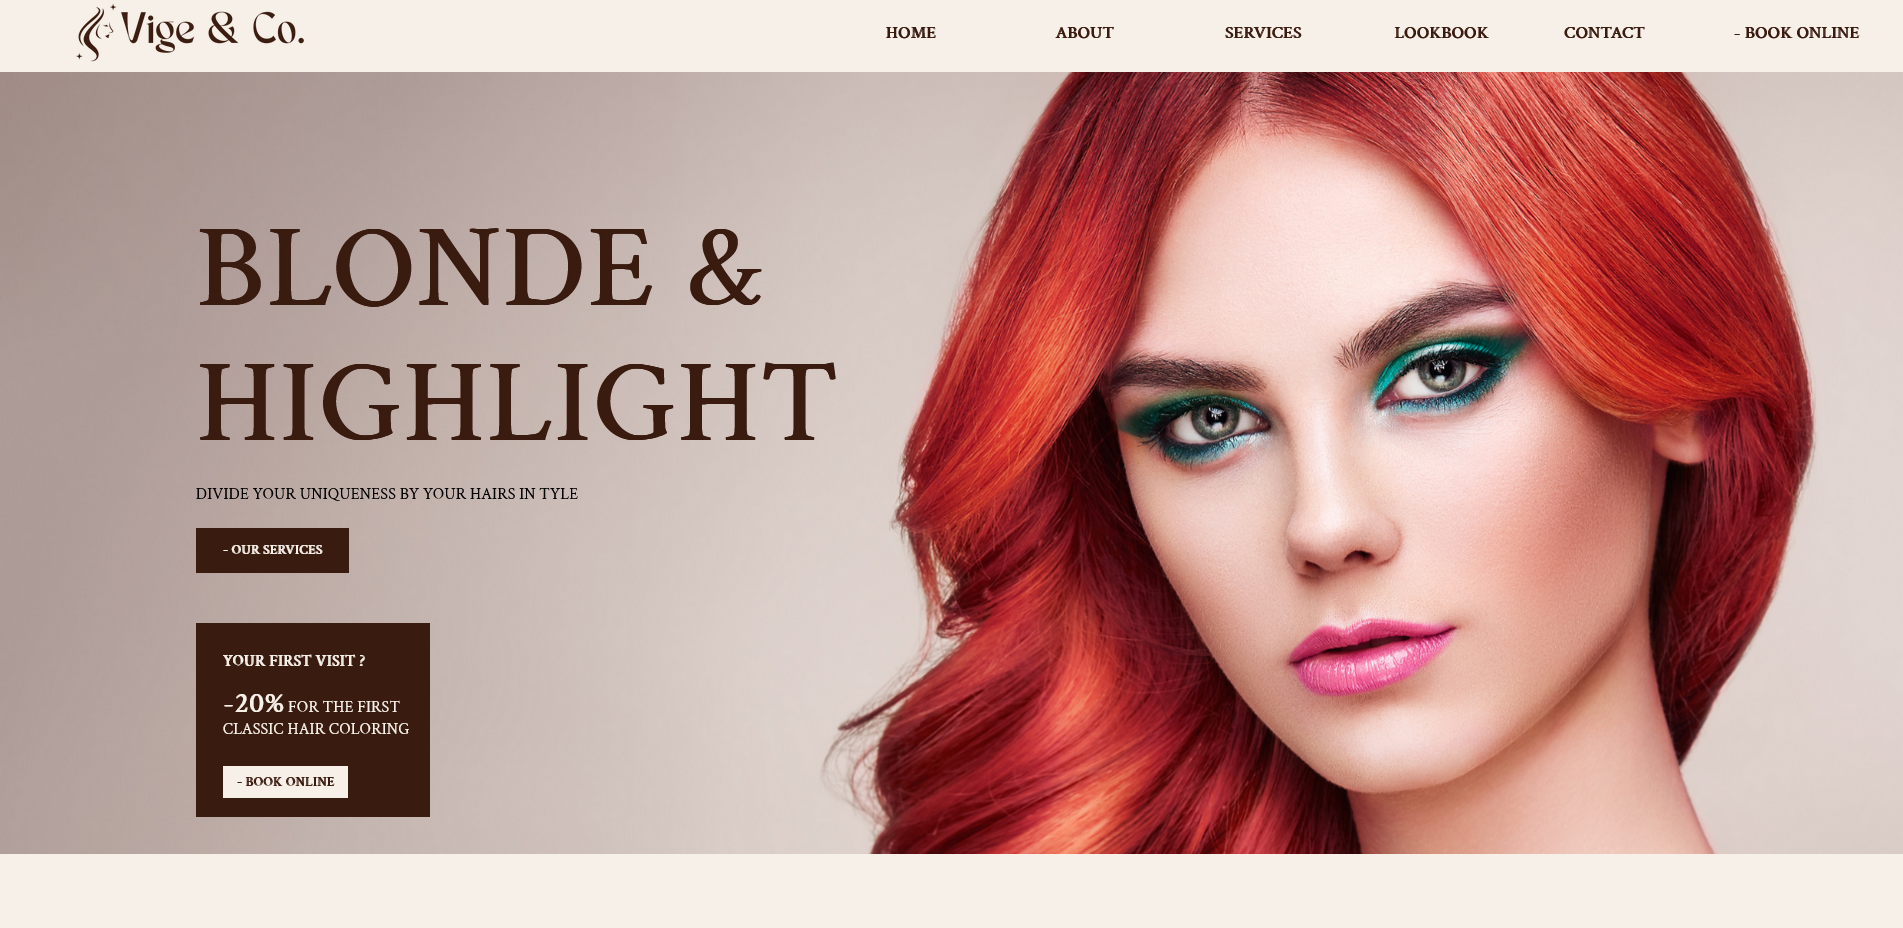 Vige & Co.
HOME ABOUT SERVICES LOOKBOOK CONTACT - BOOK ONLINE
BLONDE &
HIGHLIGHT
DIVIDE YOUR UNIQUENESS BY YOUR HAIRS IN TYLE
- OUR SERVICES
YOUR FIRST VISIT ?
-20% FOR THE FIRST
CLASSIC HAIR COLORING
- BOOK ONLINE